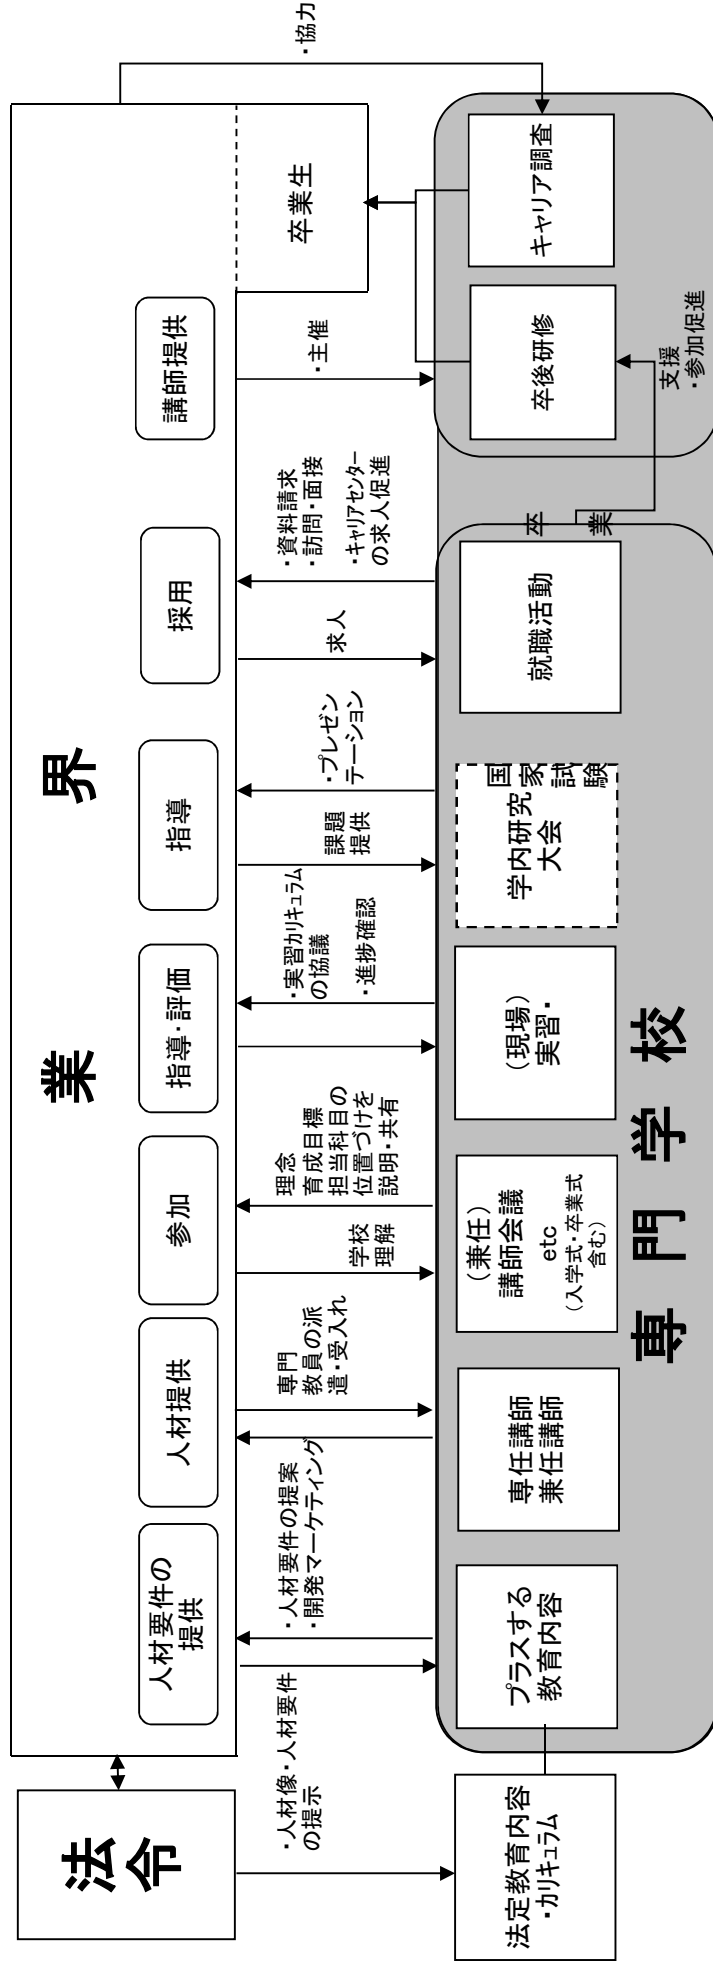 法
令
業　界
人材要件の
提供
人材提供
参加
指導・評価
指導
採用
講師提供
卒業生
・協力
・人材像・人材要件
の提示
・人材要件の提案
・開発マーケティング
専門
教員の派
遣・受入れ
学校
理解
理念
育成目標
担当科目の
位置づけを
説明・共有
・実習カリキュラム
の協議
・進捗確認
課題
提供
・プレゼン
テーション
求人
・資料請求
・訪問・面接
・キャリアセンター
の求人促進
・主催
法定教育内容
・カリキュラム
プラスする
教育内容
専任講師
兼任講師
（兼任）
講師会議
etc
（入学式・卒業式
含む）
（現場）
実習・
学内研究
大会
国家試験
就職活動
卒業
卒後研修
キャリア調査
支援
・参加促進
専門学校